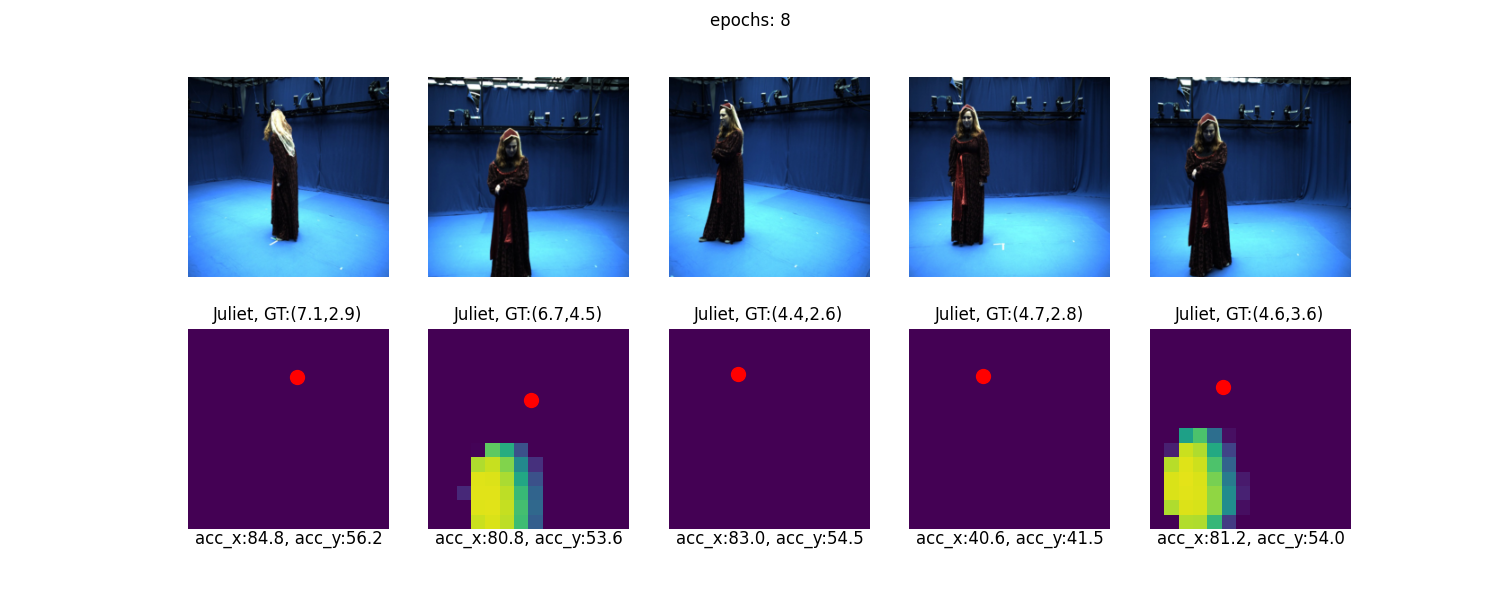 epochs: 8
Juliet, GT:(7.1,2.9)
Juliet, GT:(6.7,4.5)
Juliet, GT:(4.4,2.6)
Juliet, GT:(4.7,2.8)
Juliet, GT:(4.6,3.6)
acc_x:84.8, acc_y:56.2
acc_x:80.8, acc_y:53.6
acc_x:83.0, acc_y:54.5
acc_x:40.6, acc_y:41.5
acc_x:81.2, acc_y:54.0